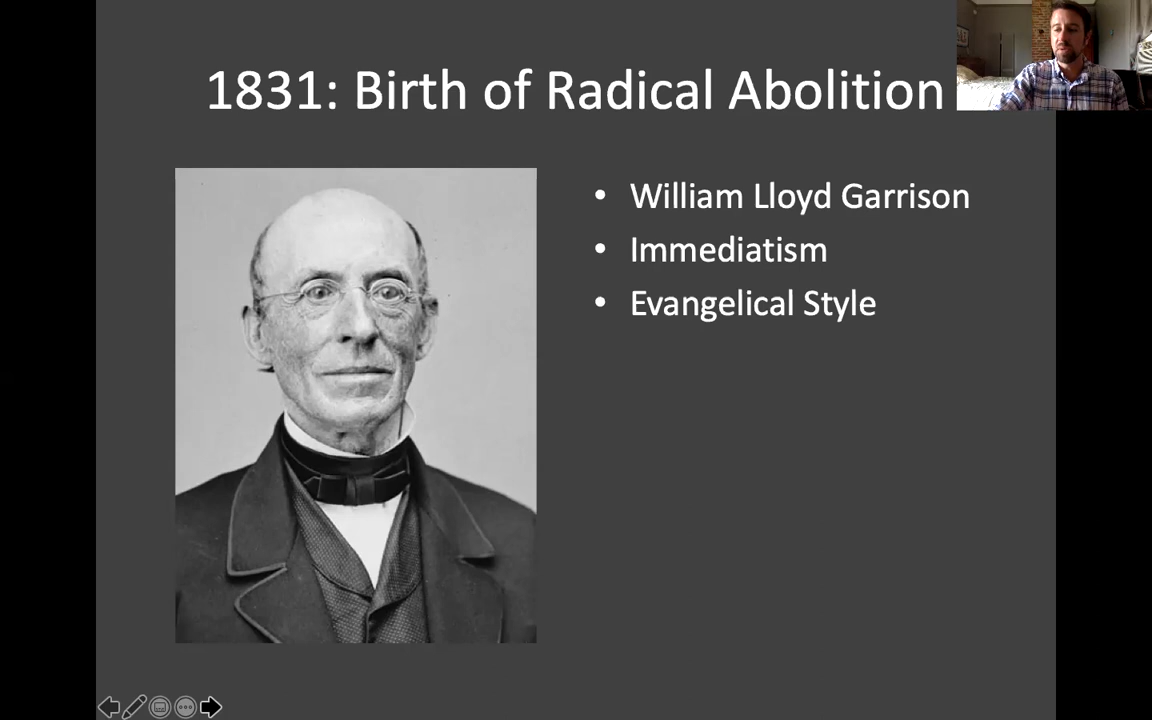 1831: Birth of Radical Abolition
• William Lloyd Garrison
• Immediatism
• Evangelical Style